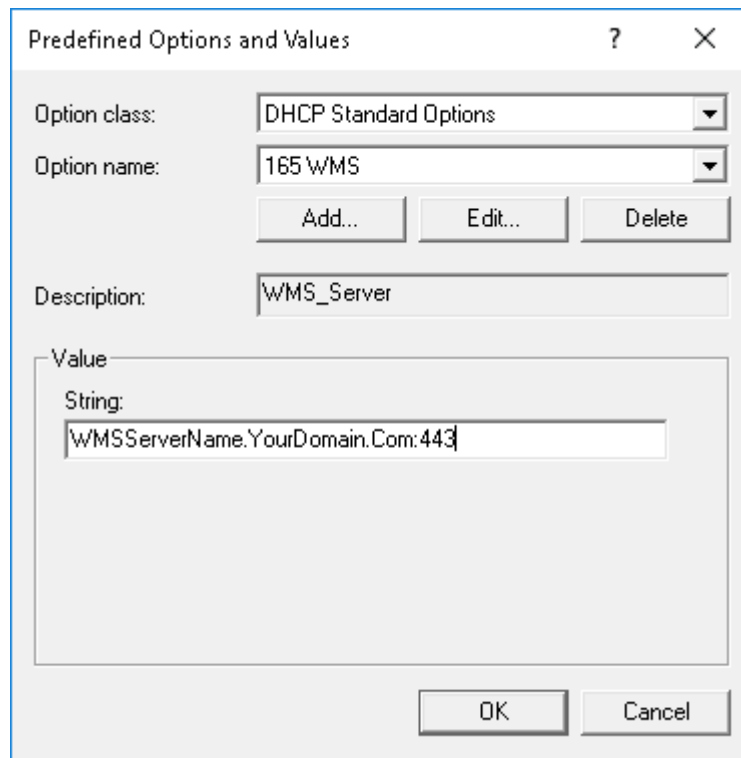 Predefined Options and Values ?
Option class: DHCP Standard Options
Option name: 165 WMS
Add... Edit... Delete
Description: WMS_Server
Value
String:
WMSServerName.YourDomain.Com:443
OK Cancel